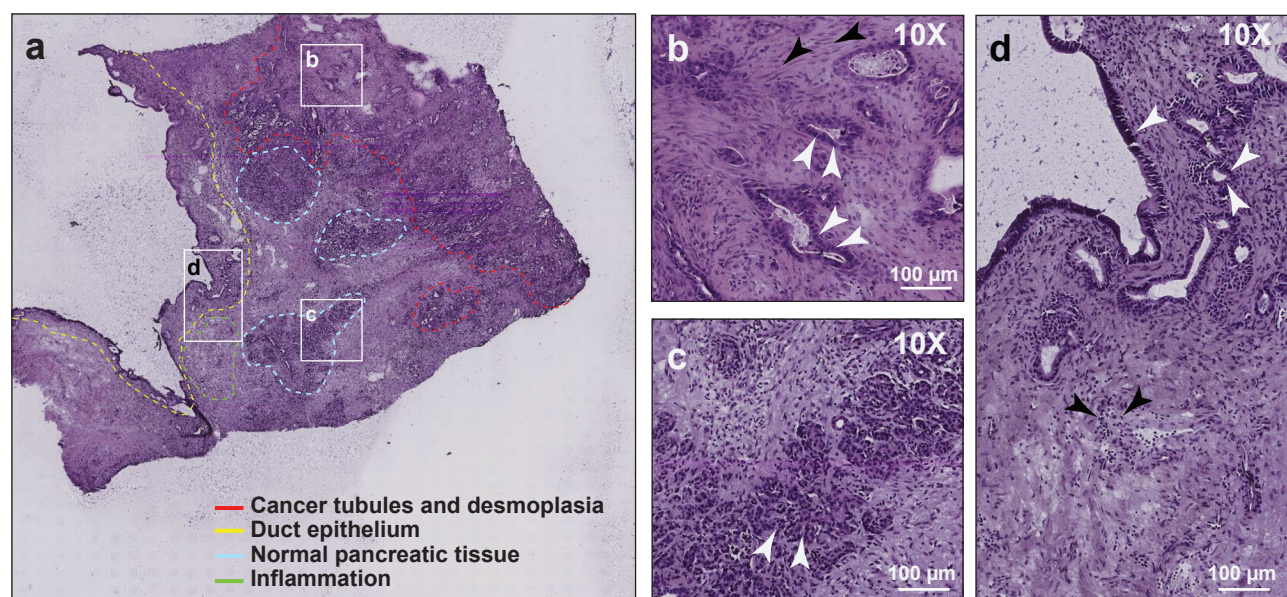 a
b
c
d
Cancer tubules and desmoplasia
Duct epithelium
Normal pancreatic tissue
Inflammation
b
10X
100 µm
c
10X
100 µm
d
10X
100 µm